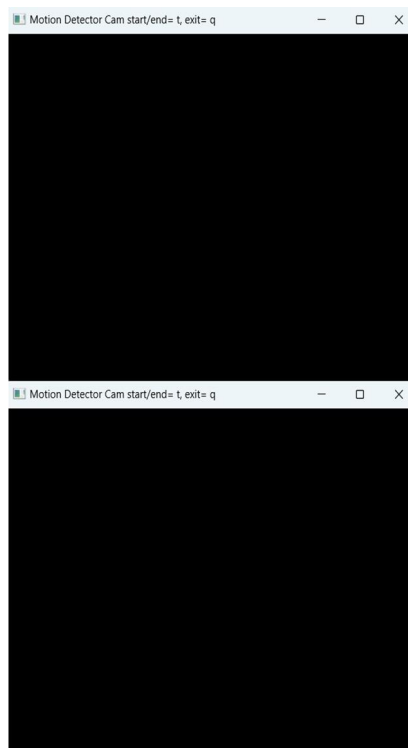 Motion Detector Cam start/end= t, exit= q
Motion Detector Cam start/end= t, exit= q